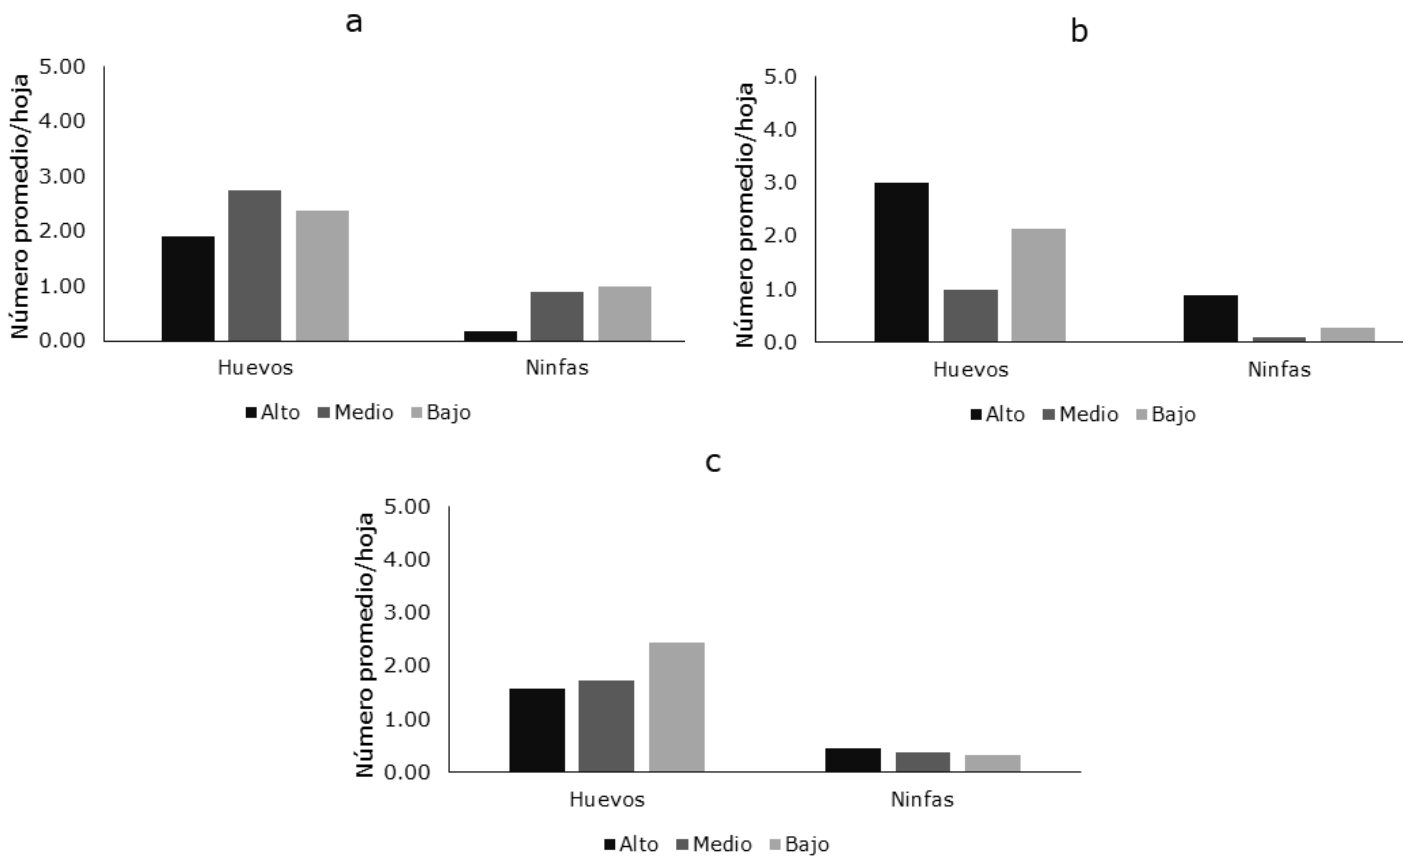 a
Número promedio/hoja
5.00
4.00
3.00
2.00
1.00
0.00
Huevos Ninfas
Alto Medio Bajo
b
Número promedio/hoja
5.0
4.0
3.0
2.0
1.0
0.0
Huevos Ninfas
Alto Medio Bajo
c
Número promedio/hoja
5.00
4.00
3.00
2.00
1.00
0.00
Huevos Ninfas
Alto Medio Bajo